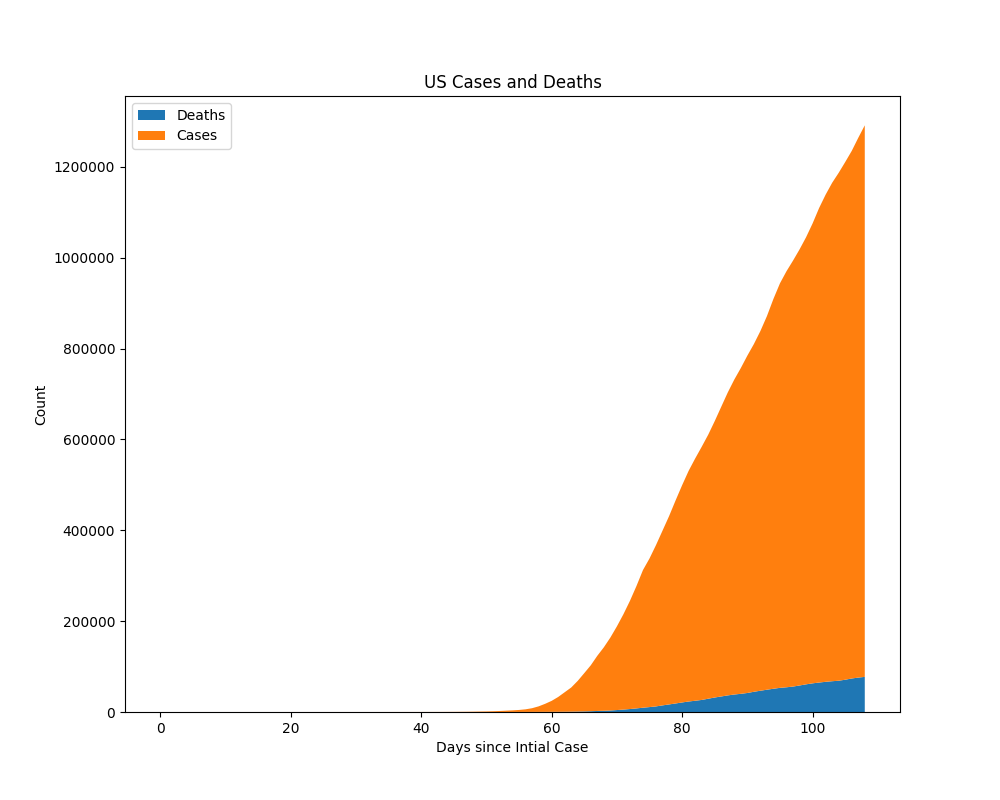 US Cases and Deaths
Deaths
Cases
1200000
1000000
800000
600000
400000
200000
0
Count
0 20 40 60 80 100
Days since Intial Case